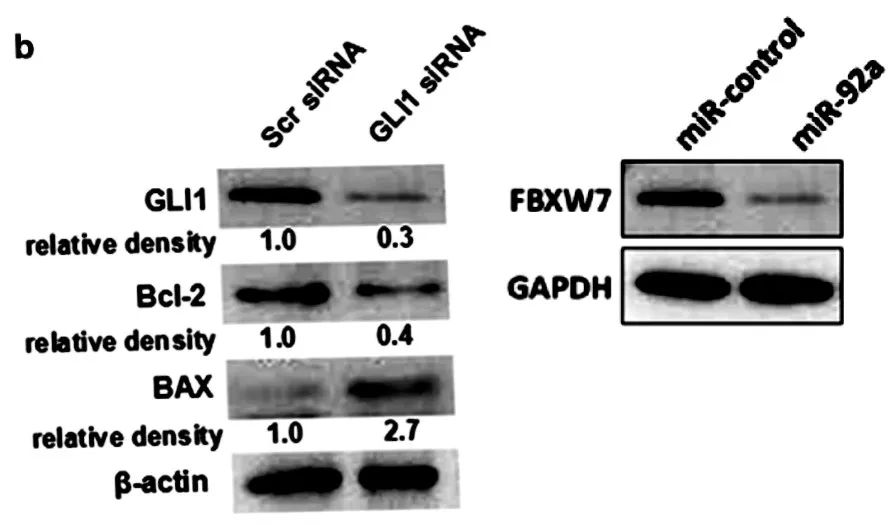 b
Scr siRNA GLI1 siRNA
GLI1
relative density 1.0 0.3
Bcl-2
relative density 1.0 0.4
BAX
relative density 1.0 2.7
β-actin
miR-control miR-92a
FBXW7
GAPDH